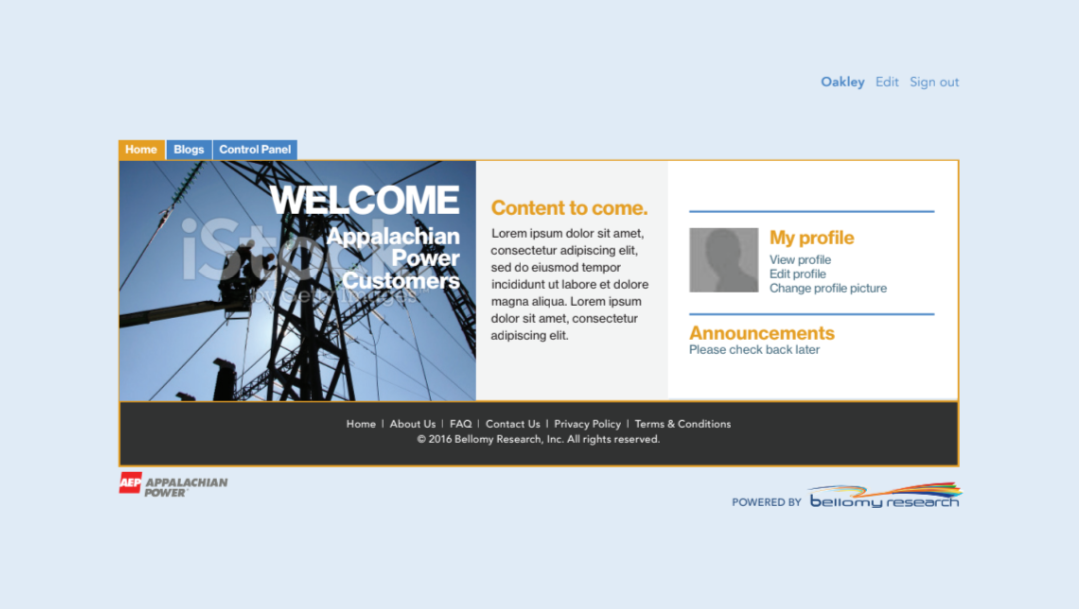 Oakley Edit Sign out
Home Blogs Control Panel
WELCOME
Appalachian
Power
Customers
iStock
by Getty Images
Content to come.
Lorem ipsum dolor sit amet,
consectetur adipiscing elit,
sed do eiusmod tempor
incididunt ut labore et dolore
magna aliqua. Lorem ipsum
dolor sit amet, consectetur
adipiscing elit.
My profile
View profile
Edit profile
Change profile picture
Announcements
Please check back later
Home | About Us | FAQ | Contact Us | Privacy Policy | Terms & Conditions
© 2016 Bellomy Research, Inc. All rights reserved.
AEP APPALACHIAN
POWER
POWERED BY bellomy research